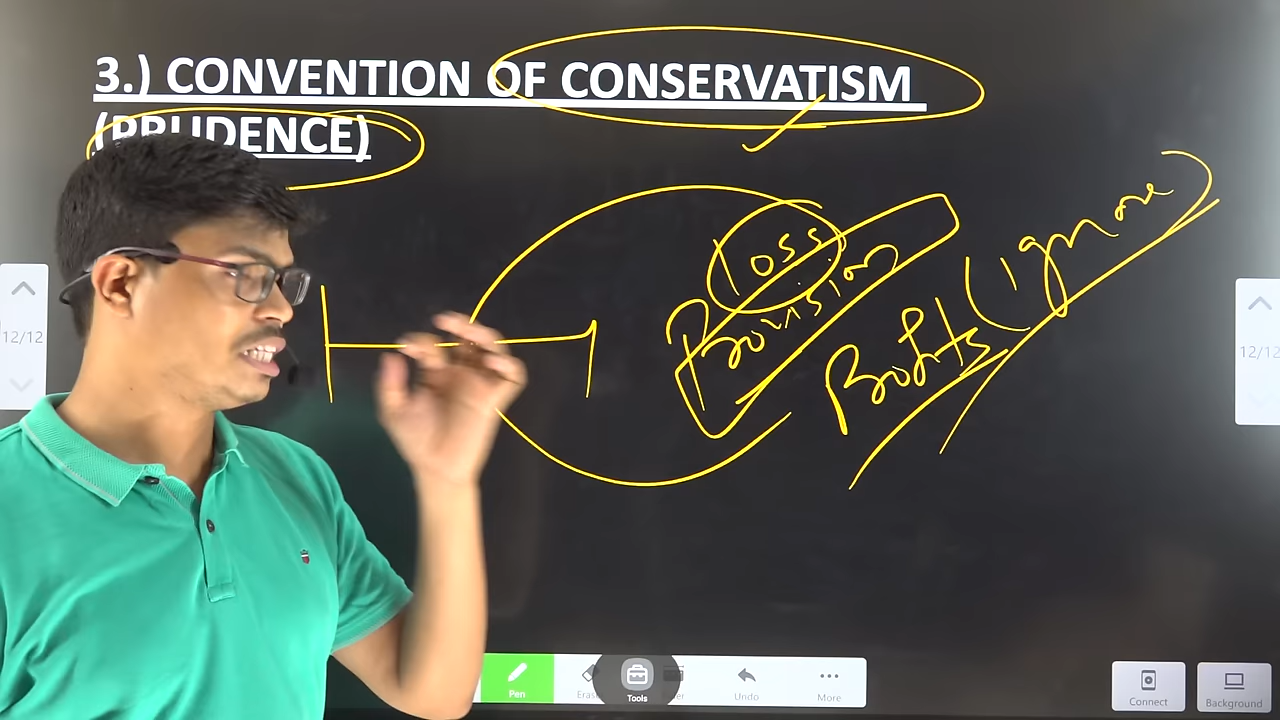 3.) CONVENTION OF CONSERVATISM
(PRUDENCE)
loss
Provision
Profits (ignore)
12/12
12/12
Pen
Undo
More
Tools
Connect
Background